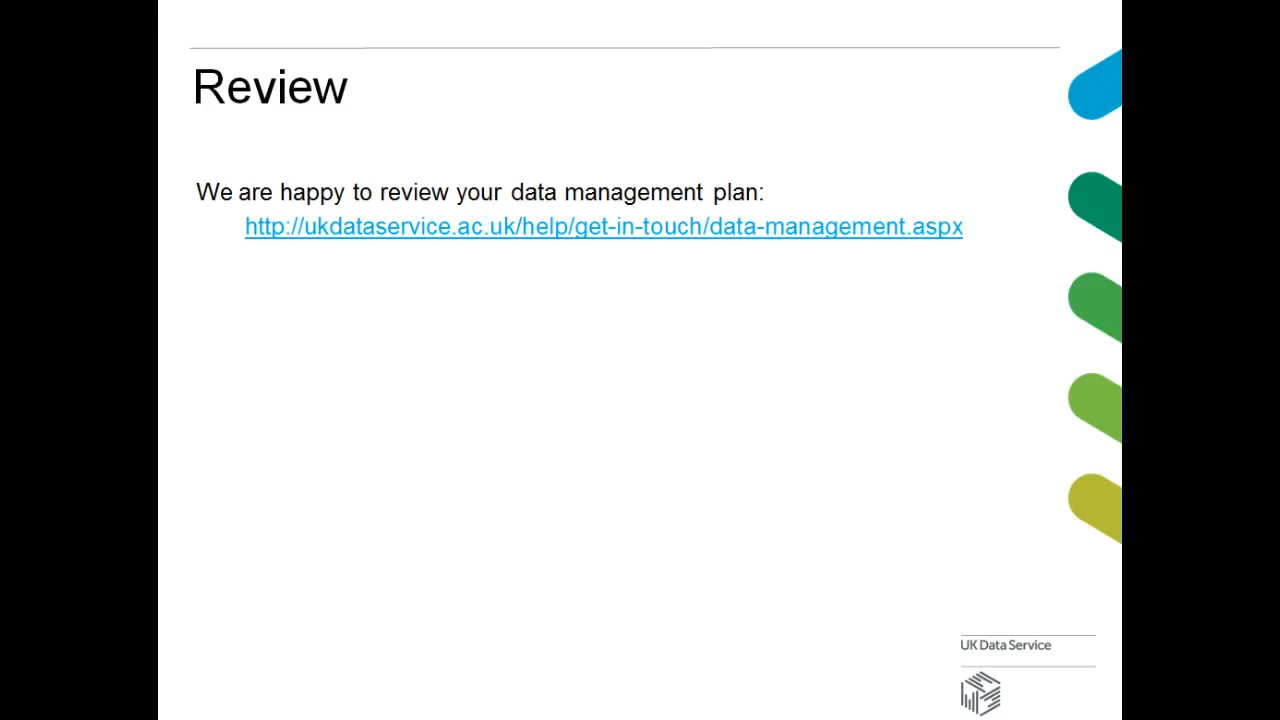 Review
We are happy to review your data management plan:
http://ukdataservice.ac.uk/help/get-in-touch/data-management.aspx
UK Data Service